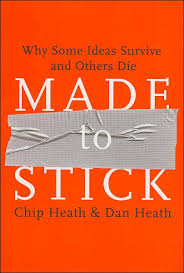 Why Some Ideas Survive
and Others Die
MADE
to
STICK
Chip Heath & Dan Heath